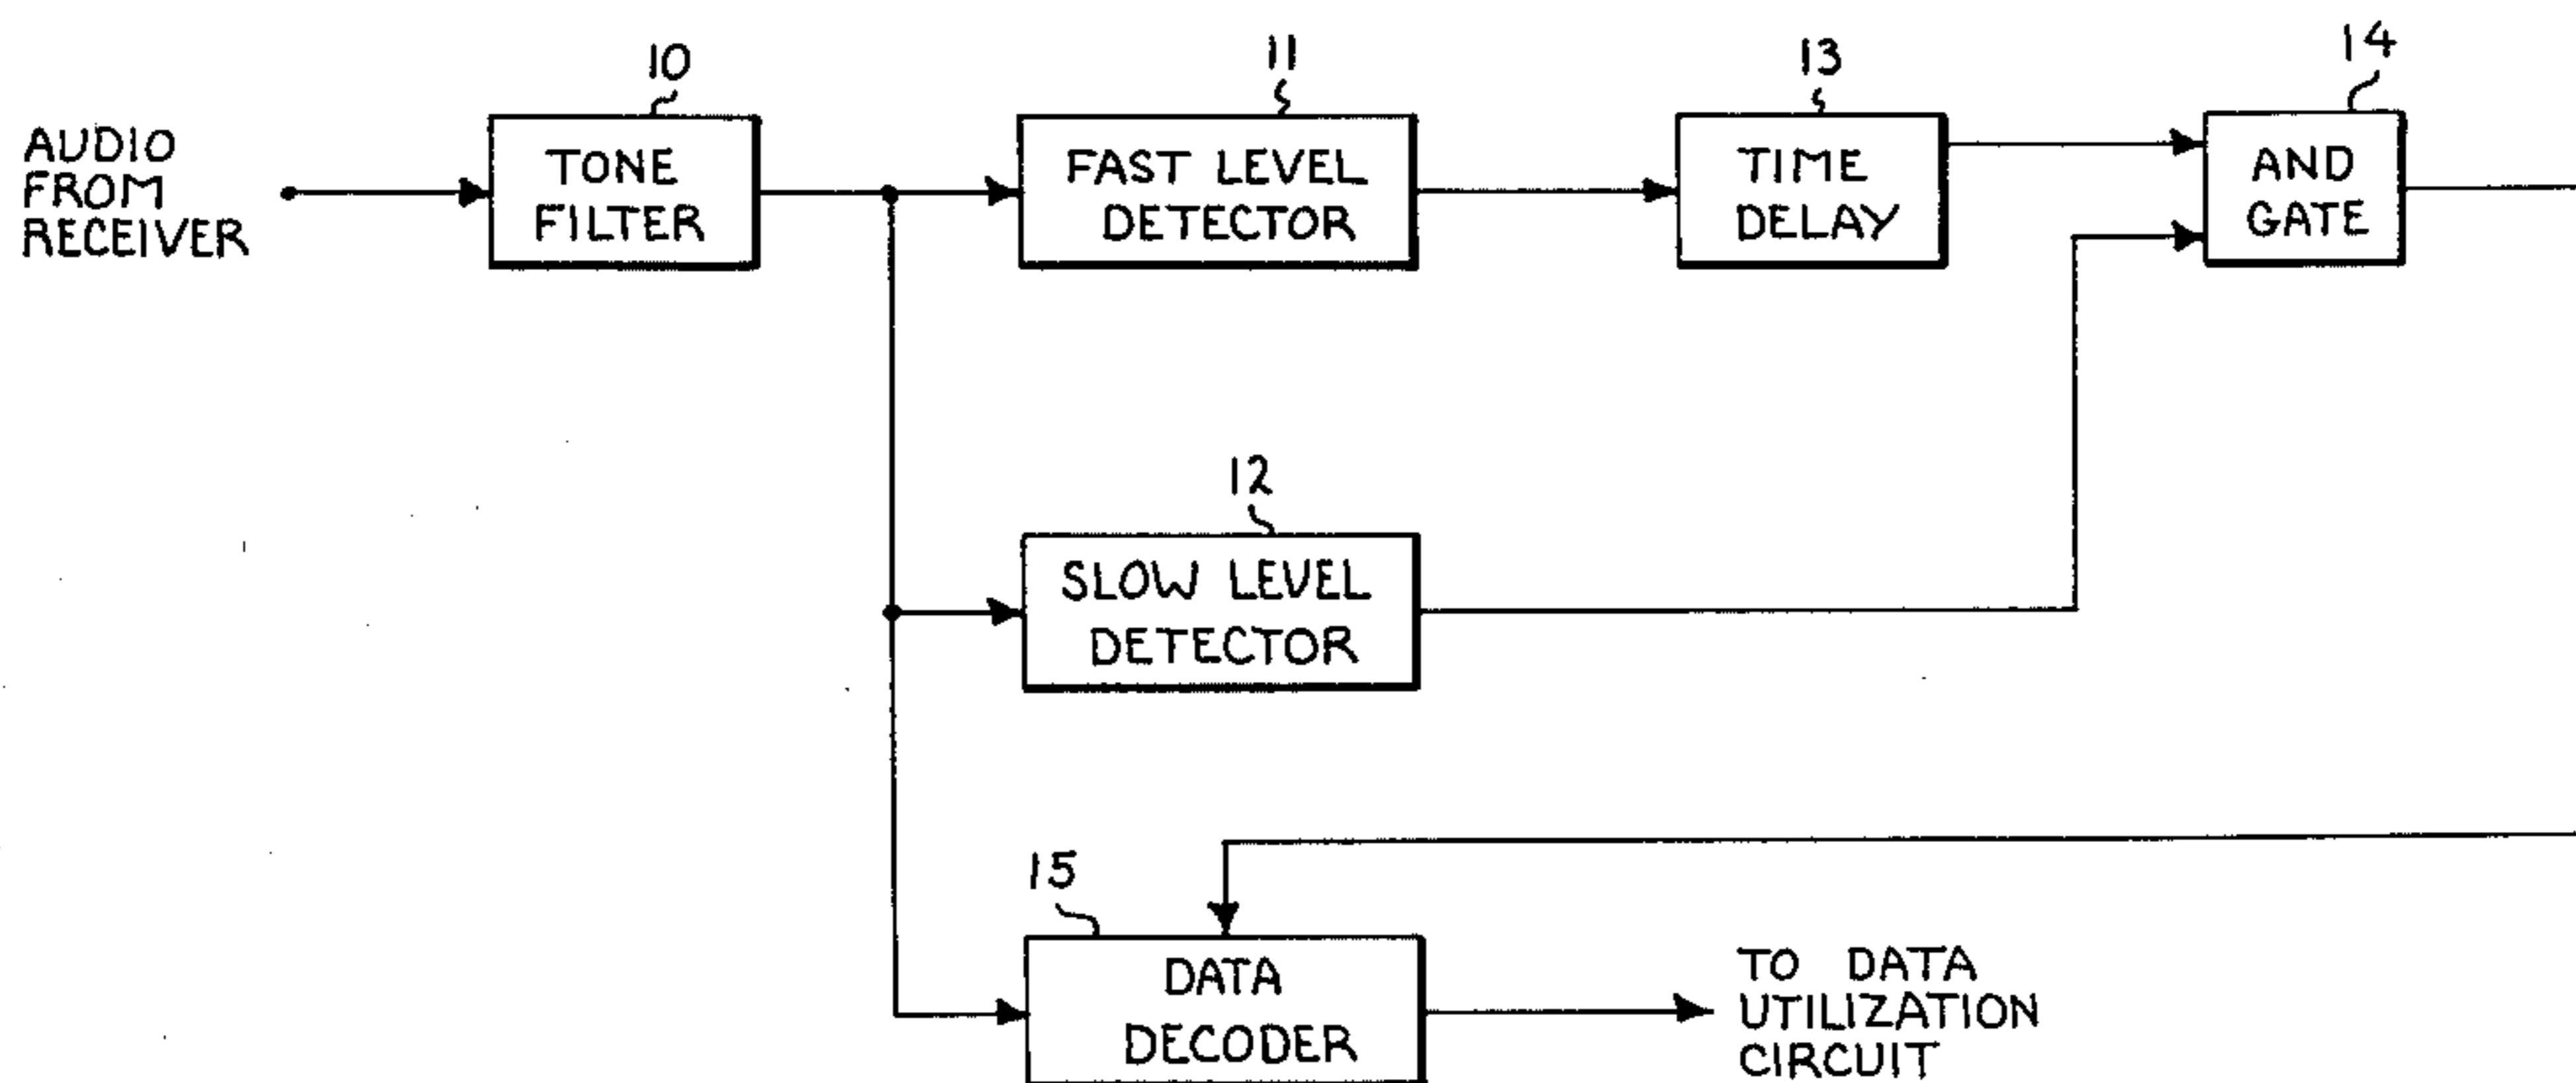 10
11
13
14
AUDIO
FROM
RECEIVER
TONE
FILTER
FAST LEVEL
DETECTOR
TIME
DELAY
AND
GATE
12
SLOW LEVEL
DETECTOR
15
DATA
DECODER
TO DATA
UTILIZATION
CIRCUIT